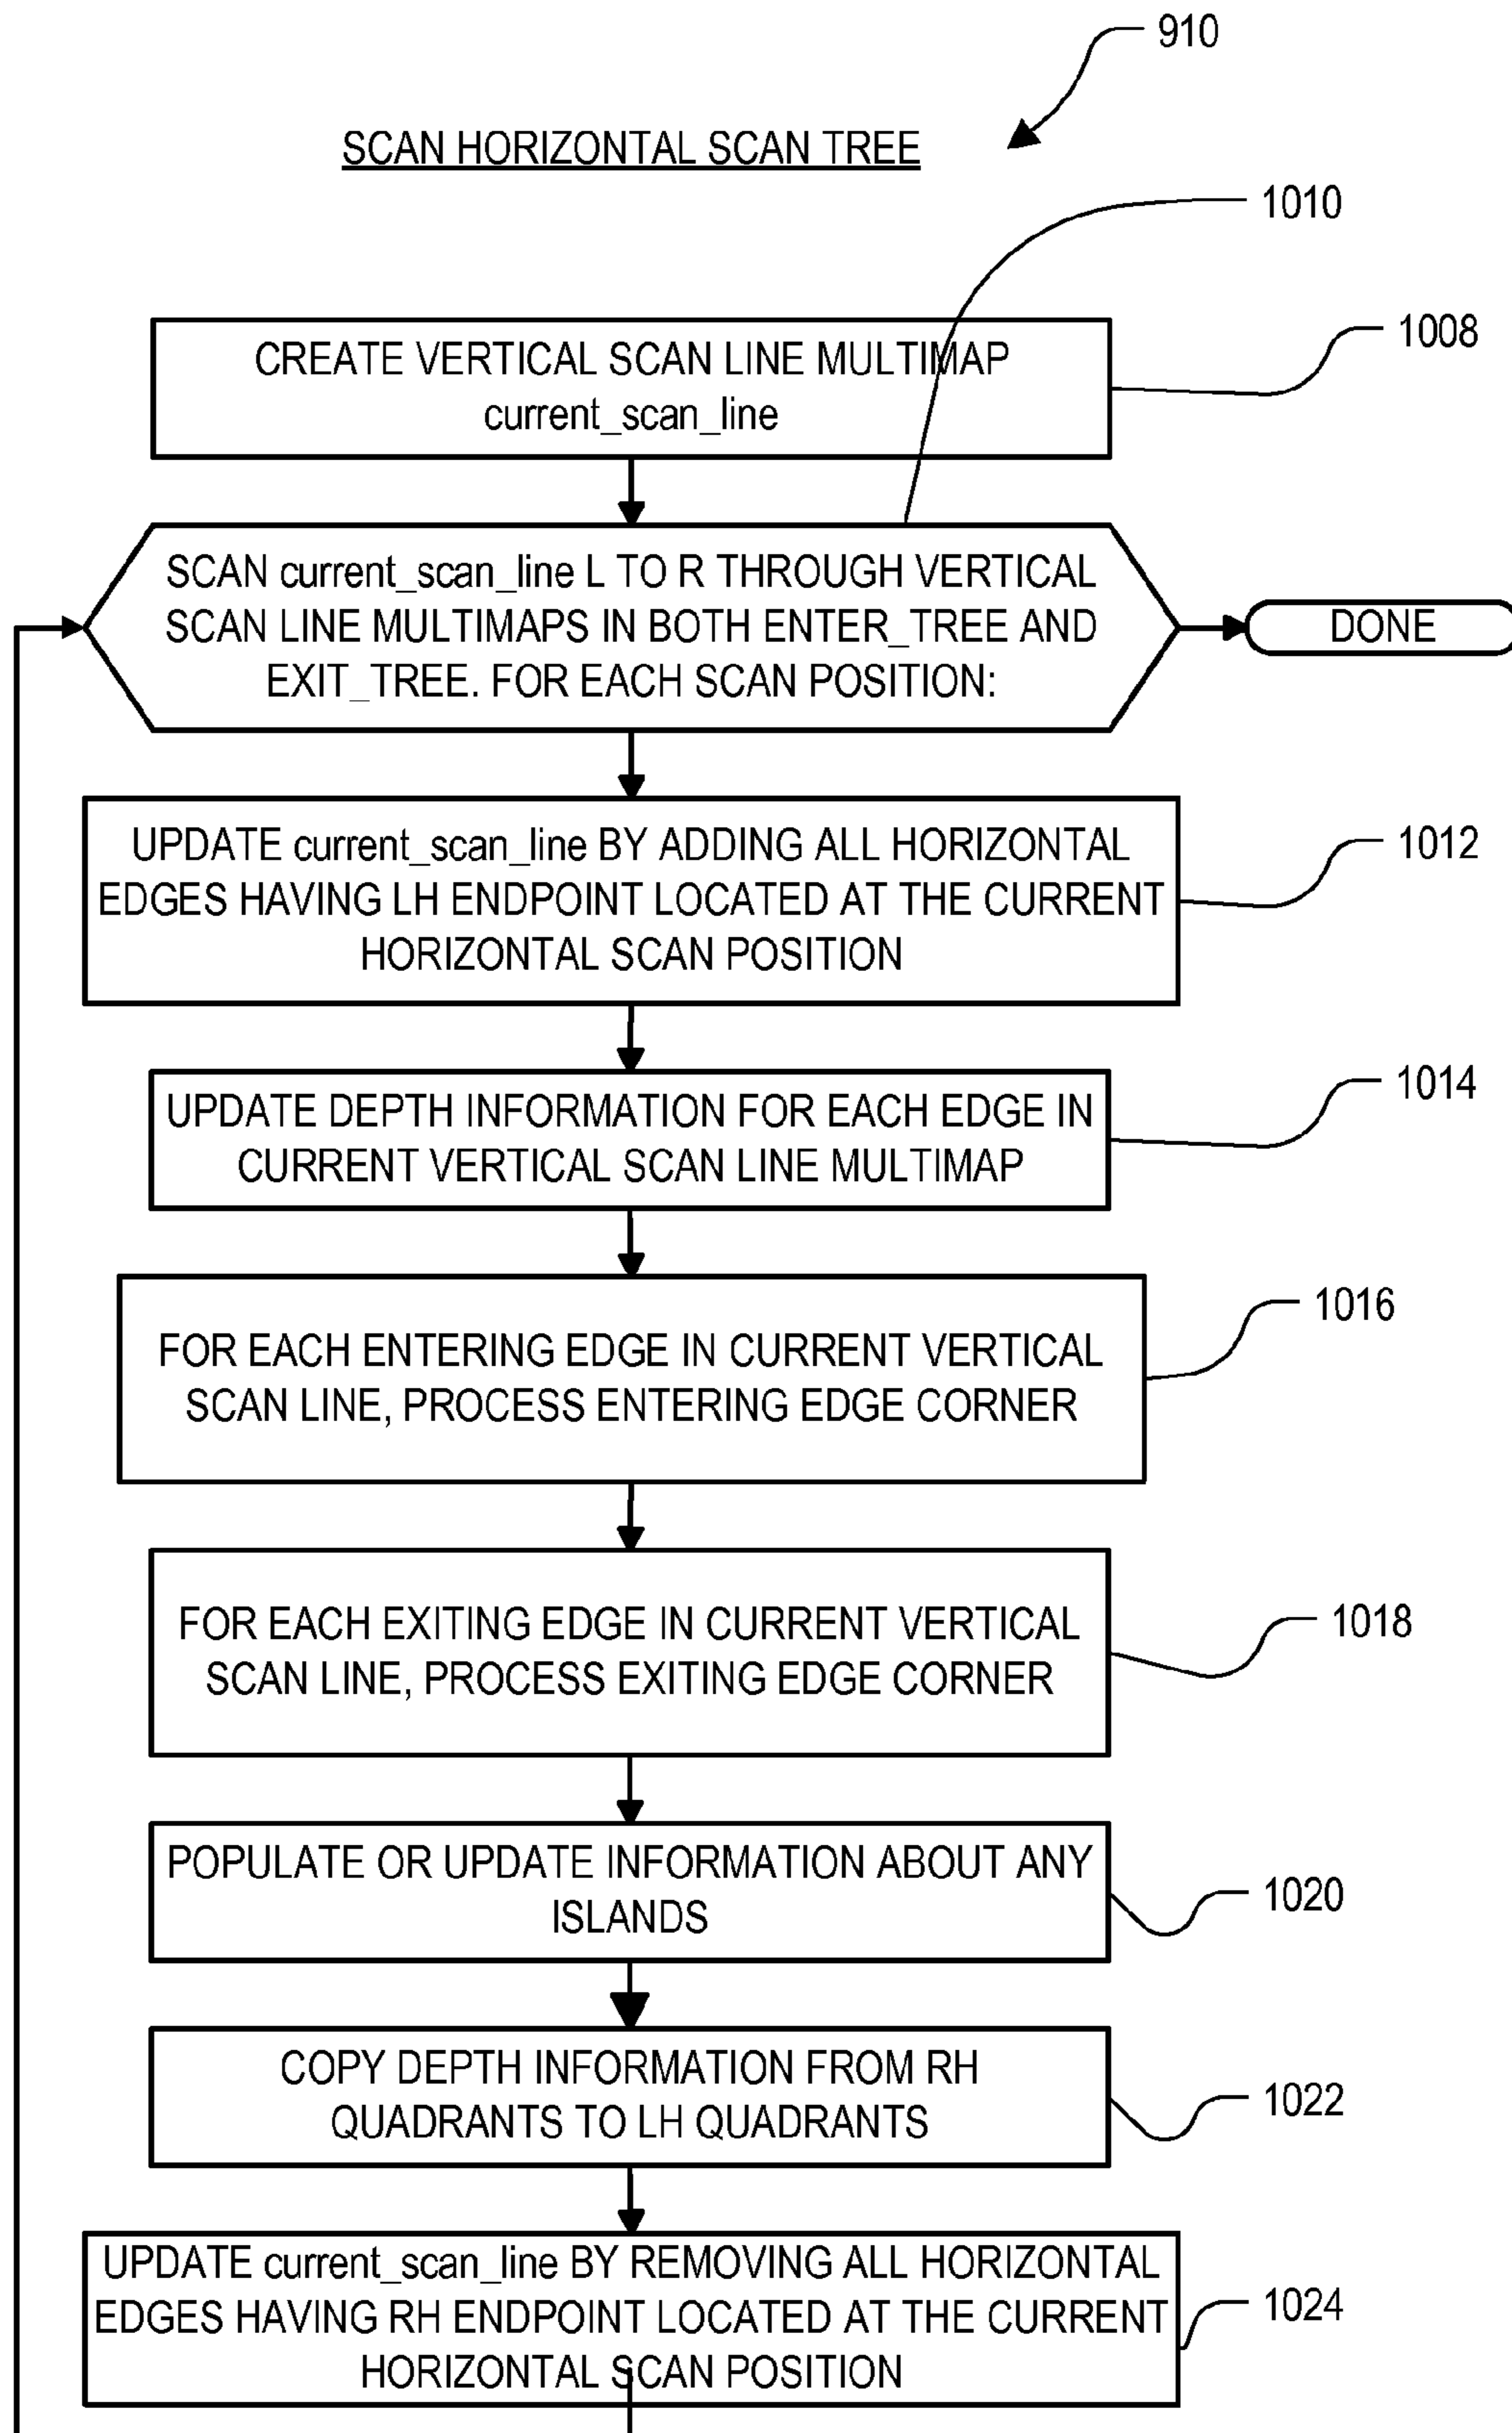 910
SCAN HORIZONTAL SCAN TREE
1010
CREATE VERTICAL SCAN LINE MULTIMAP
current_scan_line
1008
SCAN current_scan_line L TO R THROUGH VERTICAL
SCAN LINE MULTIMAPS IN BOTH ENTER_TREE AND
EXIT_TREE. FOR EACH SCAN POSITION:
DONE
UPDATE current_scan_line BY ADDING ALL HORIZONTAL
EDGES HAVING LH ENDPOINT LOCATED AT THE CURRENT
HORIZONTAL SCAN POSITION
1012
UPDATE DEPTH INFORMATION FOR EACH EDGE IN
CURRENT VERTICAL SCAN LINE MULTIMAP
1014
FOR EACH ENTERING EDGE IN CURRENT VERTICAL
SCAN LINE, PROCESS ENTERING EDGE CORNER
1016
FOR EACH EXITING EDGE IN CURRENT VERTICAL
SCAN LINE, PROCESS EXITING EDGE CORNER
1018
POPULATE OR UPDATE INFORMATION ABOUT ANY
ISLANDS
1020
COPY DEPTH INFORMATION FROM RH
QUADRANTS TO LH QUADRANTS
1022
UPDATE current_scan_line BY REMOVING ALL HORIZONTAL
EDGES HAVING RH ENDPOINT LOCATED AT THE CURRENT
HORIZONTAL SCAN POSITION
1024